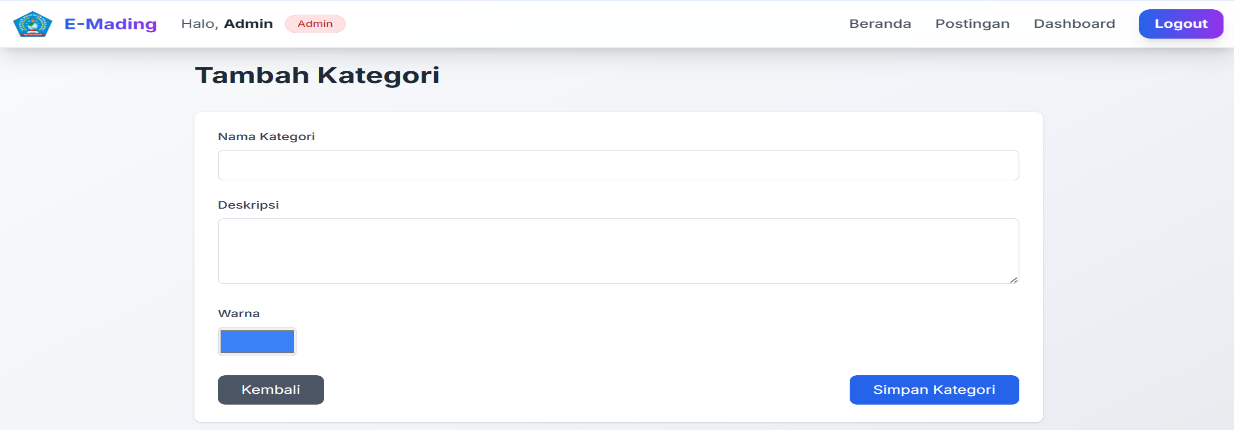 E-Mading Halo, Admin Admin Beranda Postingan Dashboard Logout
Tambah Kategori
Nama Kategori
Deskripsi
Warna
Kembali Simpan Kategori